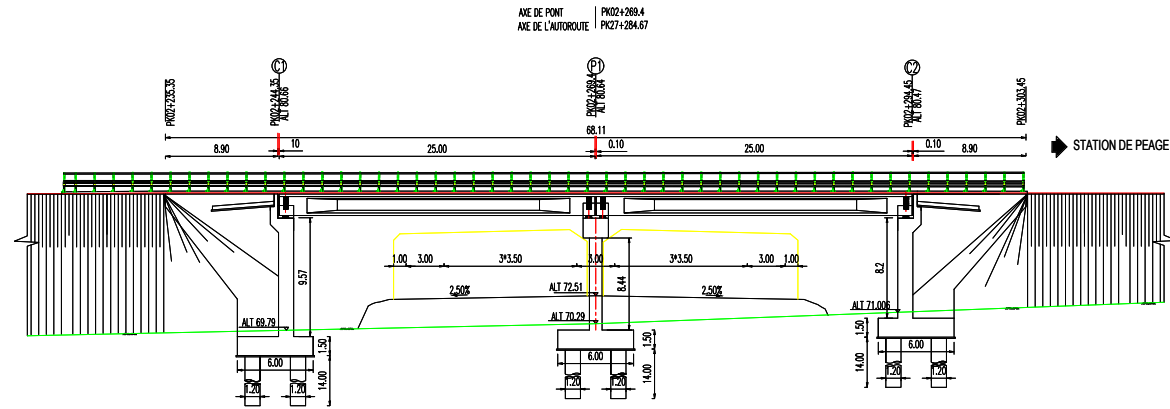 AXE DE PONT PK02+269.4
AXE DE L'AUTOROUTE PK27+284.67
C1
P1
C2
PK02+235.35
PK02+244.35
ALT 80.66
PK02+269.4
ALT 80.64
PK02+294.45
ALT 80.47
PK02+303.45
68.11
8.90
10
25.00
0.10
25.00
0.10
8.90
STATION DE PEAGE
9.57
8.44
8.2
1.00
3.00
3*3.50
3.00
3*3.50
3.00
1.00
2.50%
ALT 72.51
2.50%
ALT 69.79
ALT 70.29
ALT 71.006
1.50
6.00
14.00
1.20
1.20
1.50
6.00
14.00
1.20
1.20
1.50
6.00
14.00
1.20
1.20